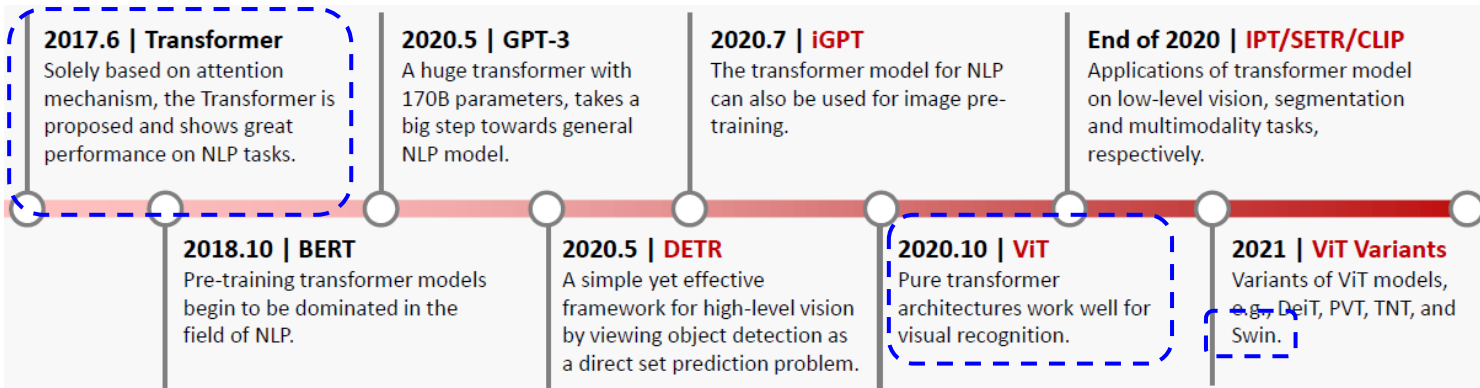 2017.6 | Transformer
Solely based on attention
mechanism, the Transformer is
proposed and shows great
performance on NLP tasks.
2018.10 | BERT
Pre-training transformer models
begin to be dominated in the
field of NLP.
2020.5 | GPT-3
A huge transformer with
170B parameters, takes a
big step towards general
NLP model.
2020.5 | DETR
A simple yet effective
framework for high-level vision
by viewing object detection as
a direct set prediction problem.
2020.7 | iGPT
The transformer model for NLP
can also be used for image pre-
training.
2020.10 | ViT
Pure transformer
architectures work well for
visual recognition.
End of 2020 | IPT/SETR/CLIP
Applications of transformer model
on low-level vision, segmentation
and multimodality tasks,
respectively.
2021 | ViT Variants
Variants of ViT models,
e.g., DeiT, PVT, TNT, and
Swin.